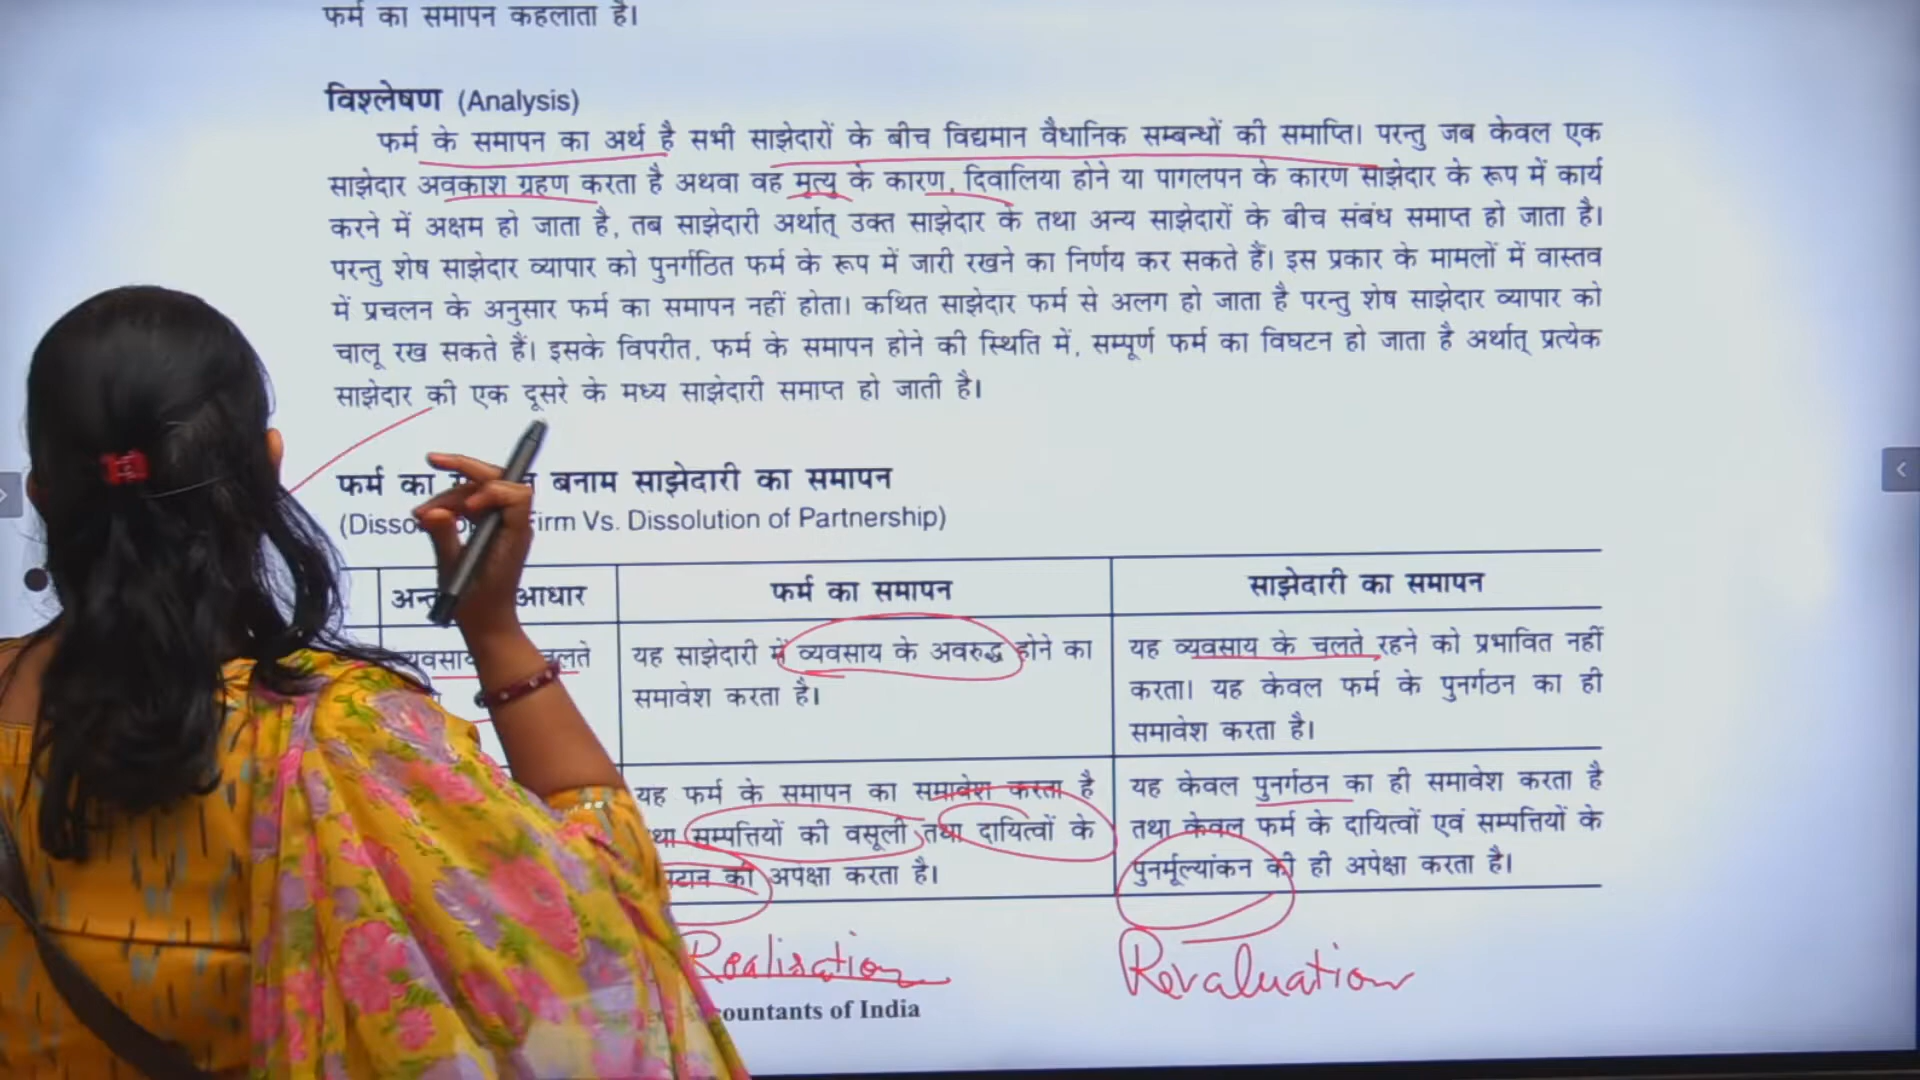 फर्म का समापन कहलाता है।
विश्लेषण (Analysis)
फर्म के समापन का अर्थ है सभी साझेदारों के बीच विद्यमान वैधानिक सम्बन्धों की समाप्ति। परन्तु जब केवल एक
साझेदार अवकाश ग्रहण करता है अथवा वह मृत्यु के कारण, दिवालिया होने या पागलपन के कारण साझेदार के रूप में कार्य
करने में अक्षम हो जाता है, तब साझेदारी अर्थात् उक्त साझेदार के तथा अन्य साझेदारों के बीच संबंध समाप्त हो जाता है।
परन्तु शेष साझेदार व्यापार को पुनर्गठित फर्म के रूप में जारी रखने का निर्णय कर सकते हैं। इस प्रकार के मामलों में वास्तव
में प्रचलन के अनुसार फर्म का समापन नहीं होता। कथित साझेदार फर्म से अलग हो जाता है परन्तु शेष साझेदार व्यापार को
चालू रख सकते हैं। इसके विपरीत, फर्म के समापन होने की स्थिति में, सम्पूर्ण फर्म का विघटन हो जाता है अर्थात् प्रत्येक
साझेदार की एक दूसरे के मध्य साझेदारी समाप्त हो जाती है।
फर्म का बनाम साझेदारी का समापन
Vs. Dissolution of Partnership)
आधार
फर्म का समापन
साझेदारी का समापन
यह साझेदारी में व्यवसाय के अवरुद्ध होने का
समावेश करता है।
यह व्यवसाय के चलते रहने को प्रभावित नहीं
करता। यह केवल फर्म के पुनर्गठन का ही
समावेश करता है।
यह फर्म के समापन का समावेश करता है
सम्पत्तियों की वसूली तथा दायित्वों के
की अपेक्षा करता है।
यह केवल पुनर्गठन का ही समावेश करता है
तथा केवल फर्म के दायित्वों एवं सम्पत्तियों के
पुनर्मूल्यांकन की ही अपेक्षा करता है।
Realisation
Revaluation
of India